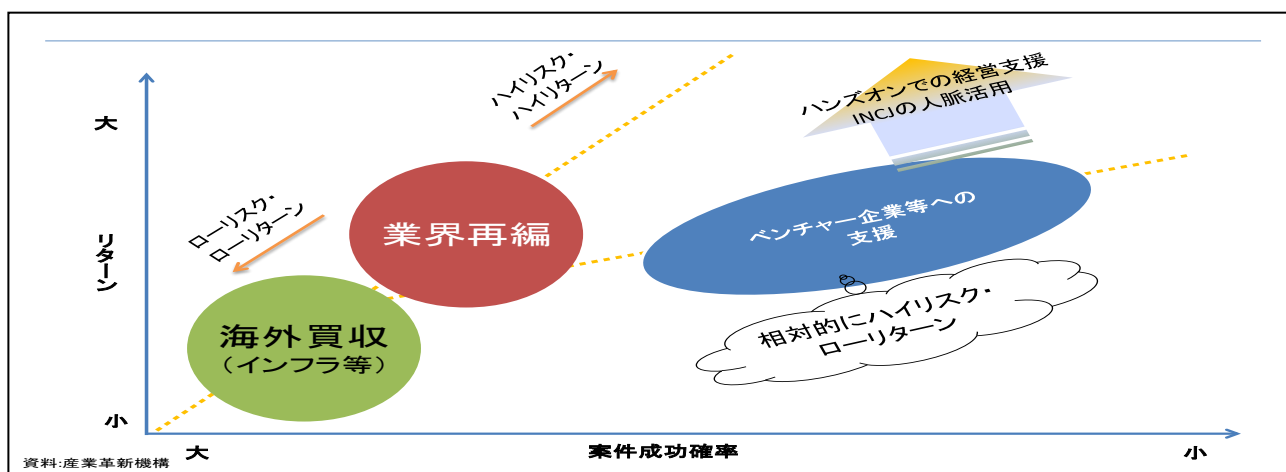 ハイリスク・
ハイリターン
ハンズオンでの経営支援
INCJの人脈活用
大
ローリスク・
ローリターン
業界再編
ベンチャー企業等への
支援
リターン
海外買収
（インフラ等）
相対的にハイリスク・
ローリターン
小
大
案件成功確率
小
資料:産業革新機構